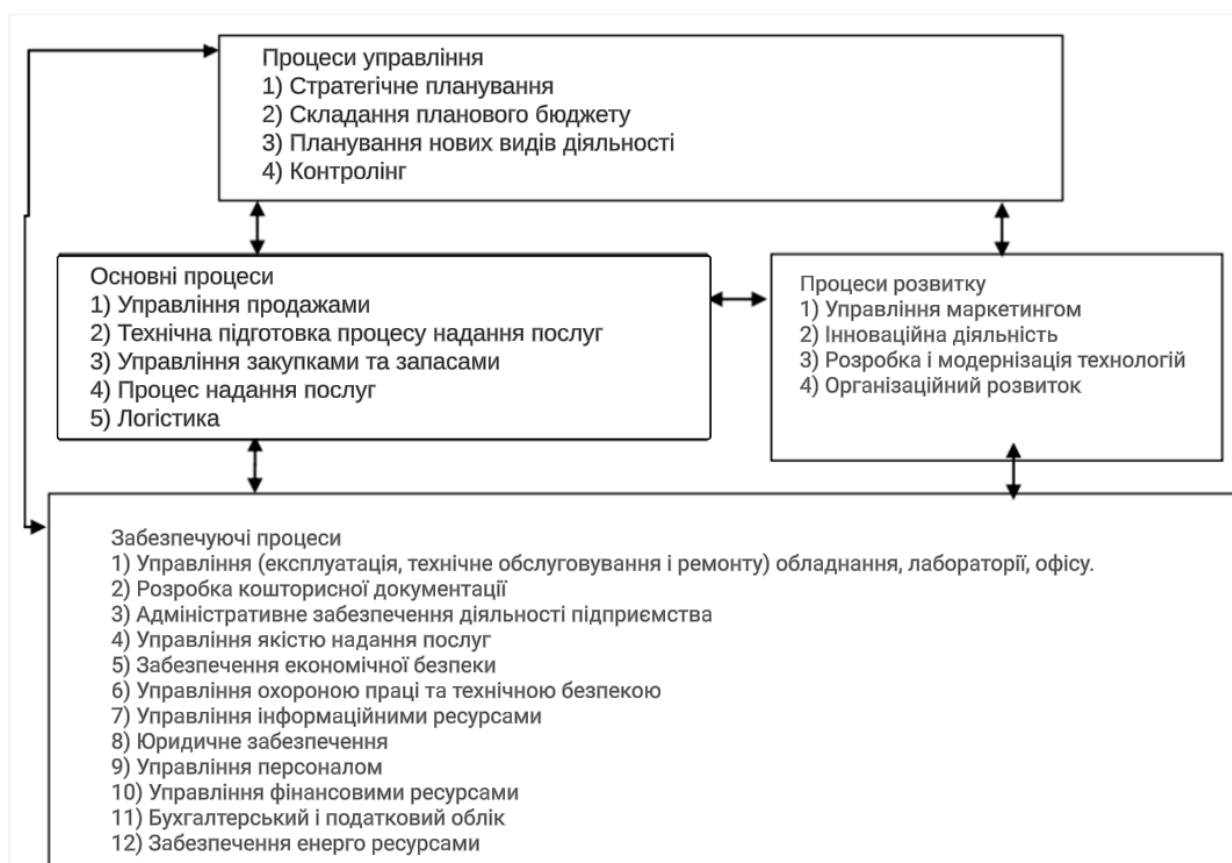 Процеси управління
1) Стратегічне планування
2) Складання планового бюджету
3) Планування нових видів діяльності
4) Контролінг
Основні процеси
1) Управління продажами
2) Технічна підготовка процесу надання послуг
3) Управління закупками та запасами
4) Процес надання послуг
5) Логістика
Процеси розвитку
1) Управління маркетингом
2) Інноваційна діяльність
3) Розробка і модернізація технологій
4) Організаційний розвиток
Забезпечуючі процеси
1) Управління (експлуатація, технічне обслуговування і ремонту) обладнання, лабораторії, офісу.
2) Розробка кошторисної документації
3) Адміністративне забезпечення діяльності підприємства
4) Управління якістю надання послуг
5) Забезпечення економічної безпеки
6) Управління охороною праці та технічною безпекою
7) Управління інформаційними ресурсами
8) Юридичне забезпечення
9) Управління персоналом
10) Управління фінансовими ресурсами
11) Бухгалтерський і податковий облік
12) Забезпечення енерго ресурсами